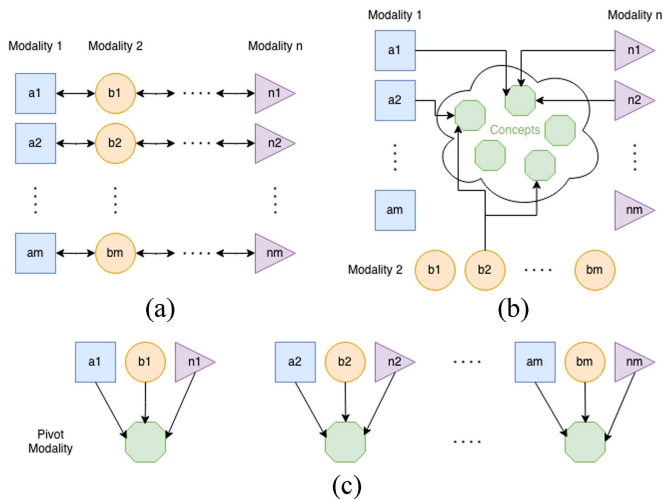 Modality 1 Modality 2 Modality n
a1 b1 .... n1
a2 b2 .... n2
am bm .... nm
(a)
Modality 1 Modality n
a1 n1
a2 n2
Concepts
am nm
Modality 2 b1 b2 .... bm
(b)
a1 b1 n1 a2 b2 n2 .... am bm nm
Pivot
Modality
....
(c)